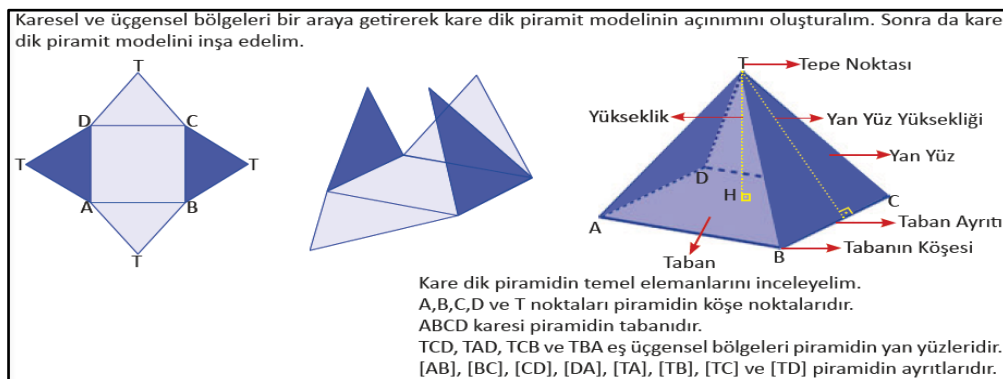 Karesel ve üçgensel bölgeleri bir araya getirerek kare dik piramit modelinin açınımını oluşturalım. Sonra da kare
dik piramit modelini inşa edelim.
T
D C
T T
A B
T
T
Tepe Noktası
Yükseklik
Yan Yüz Yüksekliği
Yan Yüz
D
H
C
A
Taban Ayrıtı
B
Tabanın Köşesi
Taban
Kare dik piramidin temel elemanlarını inceleyelim.
A,B,C,D ve T noktaları piramidin köşe noktalarıdır.
ABCD karesi piramidin tabanıdır.
TCD, TAD, TCB ve TBA eş üçgensel bölgeleri piramidin yan yüzleridir.
[AB], [BC], [CD], [DA], [TA], [TB], [TC] ve [TD] piramidin ayrıtlarıdır.